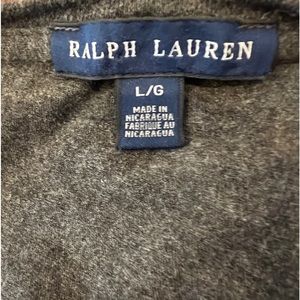 RALPH LAUREN
L/G
MADE IN
NICARAGUA
FABRIQUÉ AU
NICARAGUA